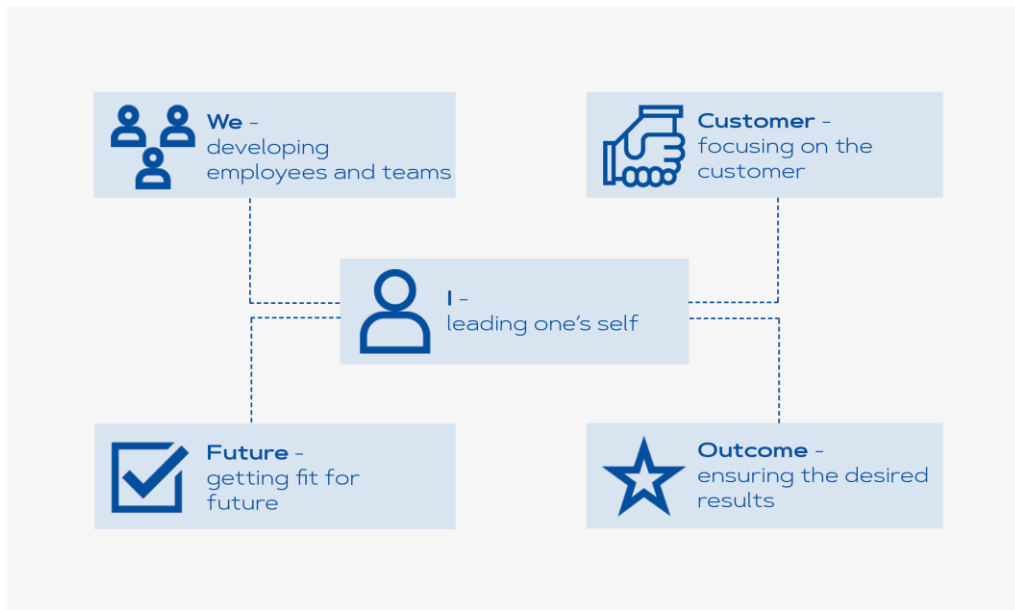 We -
developing
employees and teams
Customer -
focusing on the
customer
I -
leading one's self
Future -
getting fit for
future
Outcome -
ensuring the desired
results